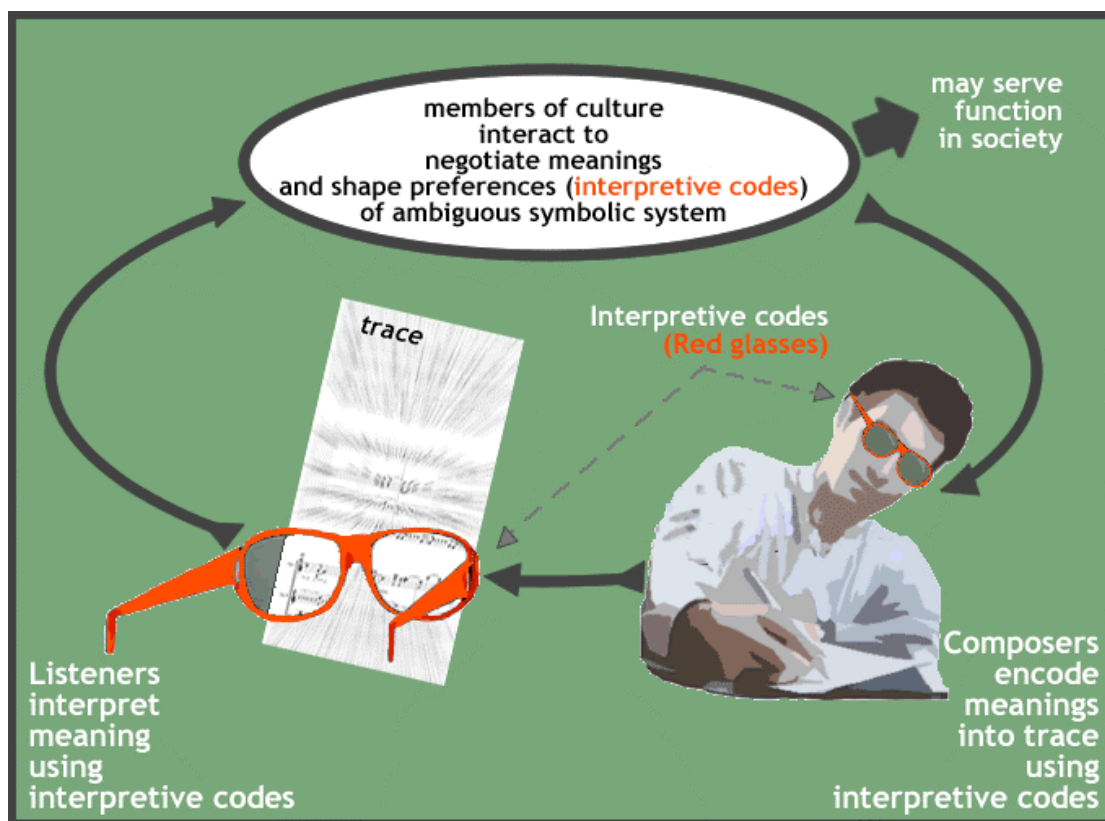 members of culture
interact to
negotiate meanings
and shape preferences (interpretive codes)
of ambiguous symbolic system
may serve
function
in society
trace
Interpretive codes
(Red glasses)
Listeners
interpret
meaning
using
interpretive codes
Composers
encode
meanings
into trace
using
interpretive codes